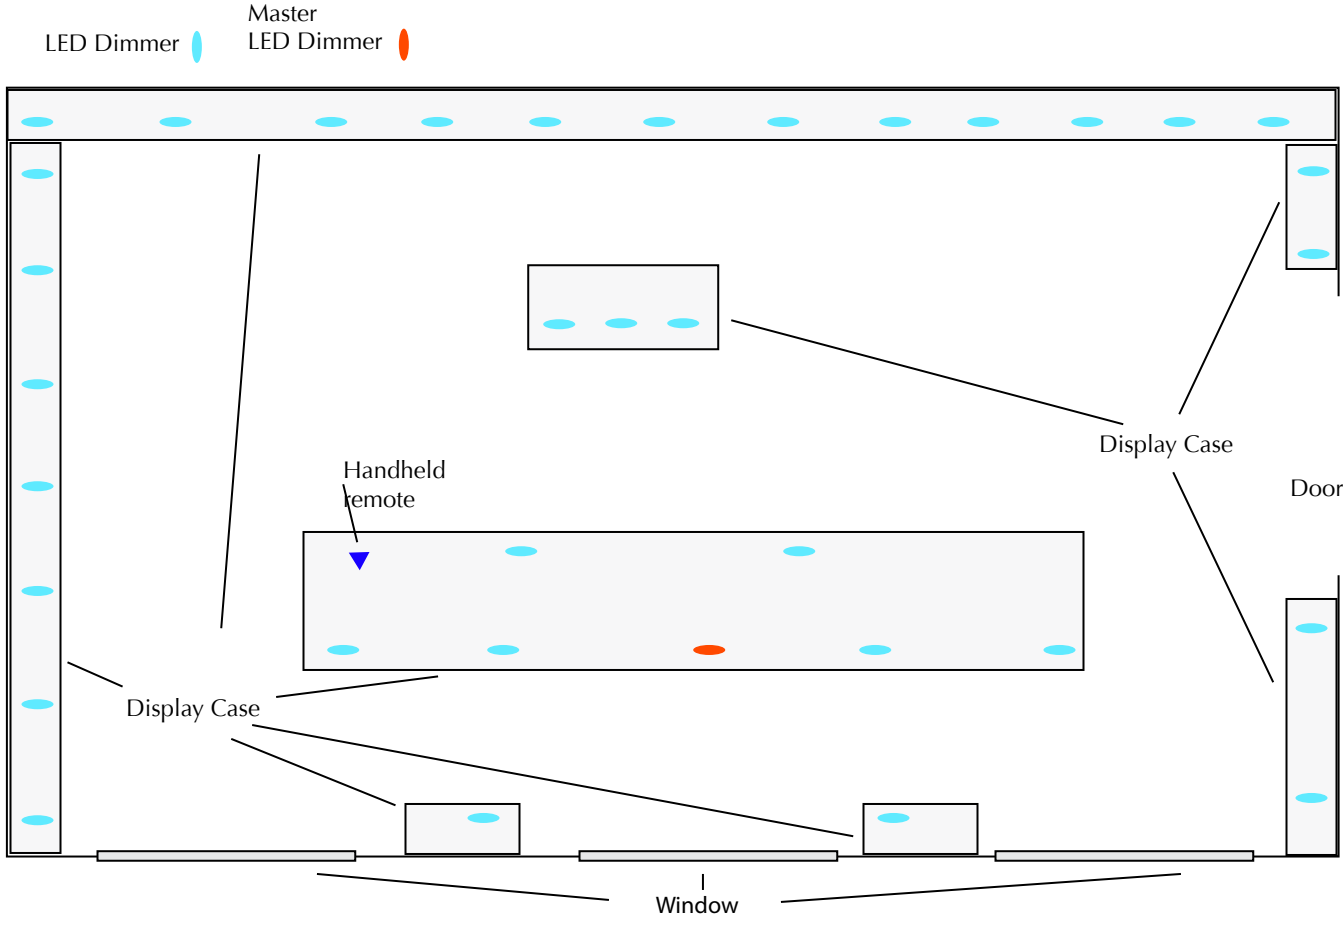 Master
LED Dimmer
LED Dimmer
Handheld
remote
Display Case
Door
Display Case
Window